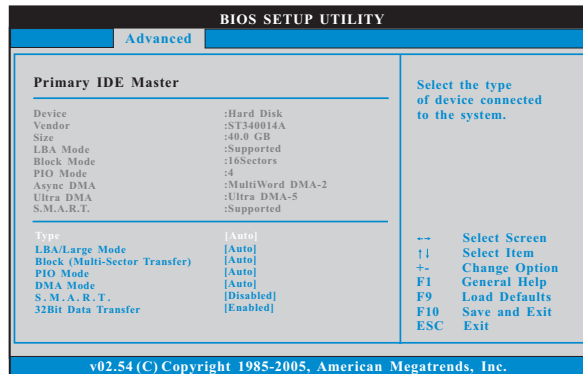 BIOS SETUP UTILITY
Advanced
Primary IDE Master
Device :Hard Disk
Vendor :ST340014A
Size :40.0 GB
LBA Mode :Supported
Block Mode :16Sectors
PIO Mode :4
Async DMA :MultiWord DMA-2
Ultra DMA :Ultra DMA-5
S.M.A.R.T. :Supported
Type [Auto]
LBA/Large Mode [Auto]
Block (Multi-Sector Transfer) [Auto]
PIO Mode [Auto]
DMA Mode [Auto]
S.M.A.R.T. [Disabled]
32Bit Data Transfer [Enabled]
Select the type
of device connected
to the system.
←→ Select Screen
↑↓ Select Item
+- Change Option
F1 General Help
F9 Load Defaults
F10 Save and Exit
ESC Exit
v02.54 (C) Copyright 1985-2005, American Megatrends, Inc.